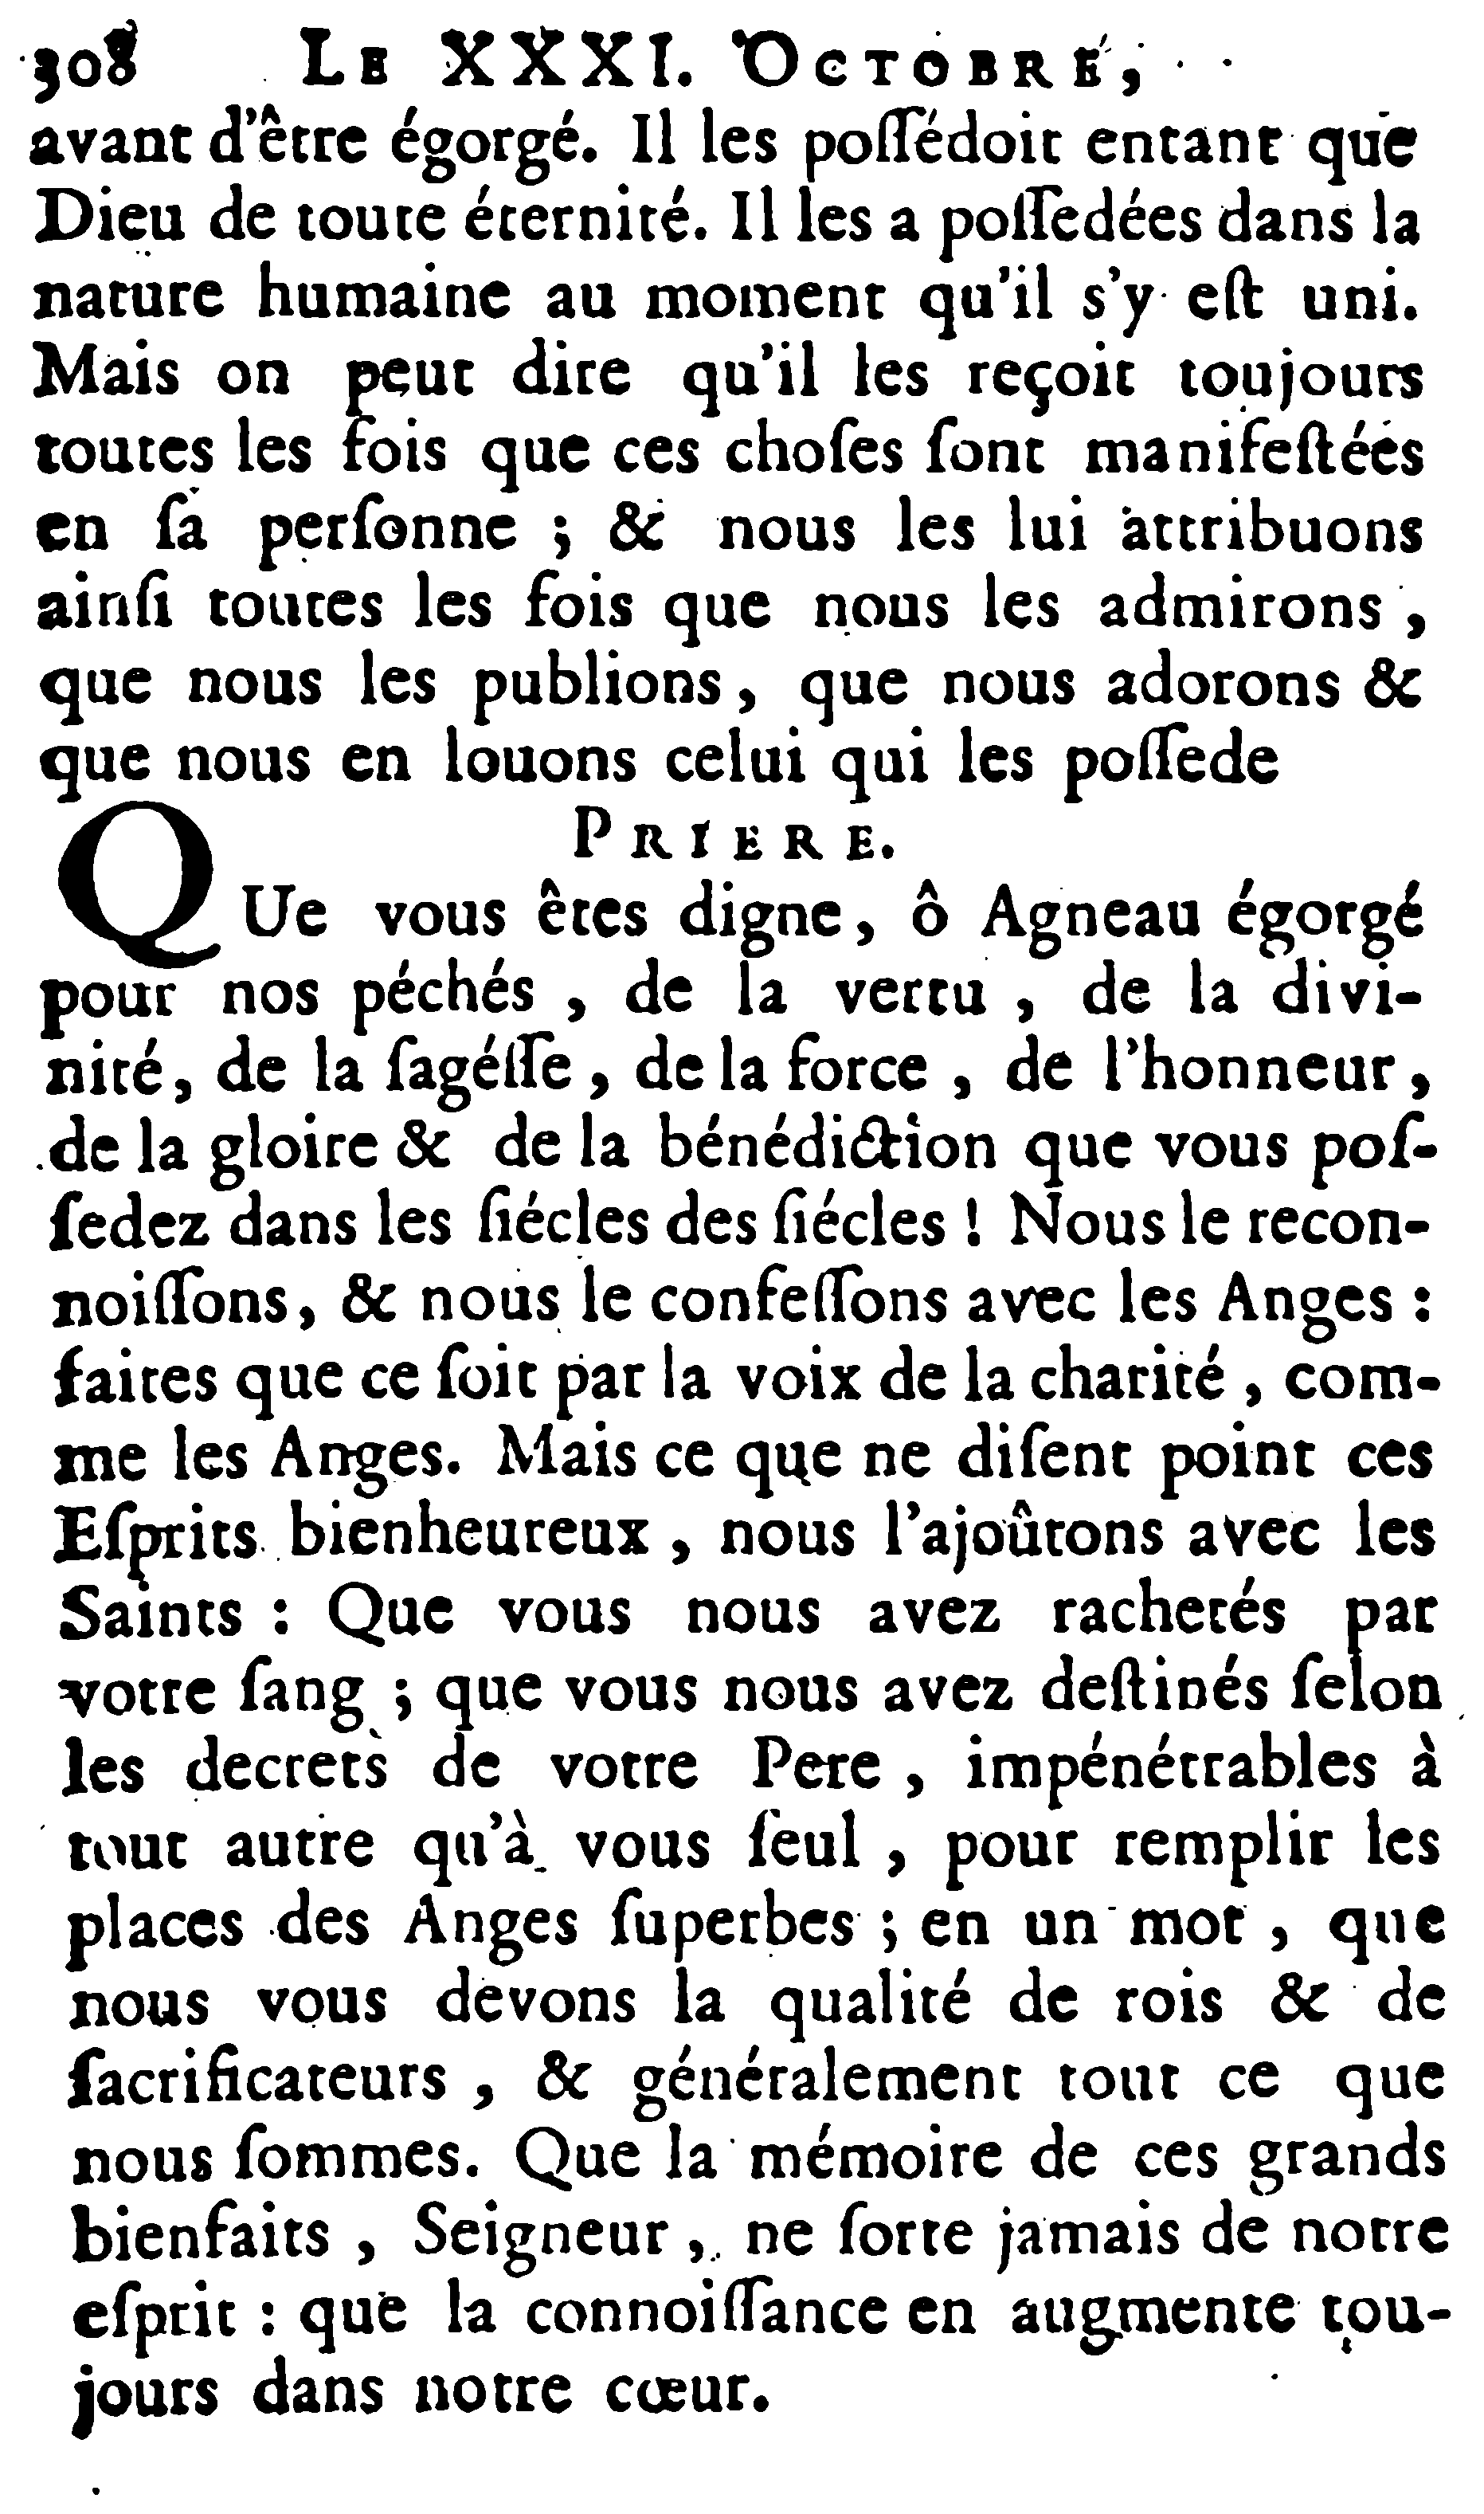 308 LE XXXI. OCTOBRE,
avant d'être égorgé. Il les poſſédoit entant que
Dieu de toute éternité. Il les a poſſedées dans la
nature humaine au moment qu'il s'y eſt uni.
Mais on peut dire qu'il les reçoit toujours
toutes les fois que ces choſes ſont manifeſtées
en ſa perſonne ; & nous les lui attribuons
ainſi toutes les fois que nous les admirons ,
que nous les publions, que nous adorons &
que nous en louons celui qui les poſſede
PRIERE.
QUe vous êtes digne, ô Agneau égorgé
pour nos péchés , de la vertu , de la divi-
nité, de la ſagéſſe , de la force , de l'honneur ,
de la gloire & de la bénédiction que vous poſ-
ſedez dans les ſiécles des ſiécles ! Nous le recon-
noiſſons, & nous le confeſſons avec les Anges :
faites que ce ſoit par la voix de la charité , com-
me les Anges. Mais ce que ne diſent point ces
Eſprits bienheureux , nous l'ajoûtons avec les
Saints : Que vous nous avez rachetés par
votre ſang ; que vous nous avez deſtinés ſelon
les decrets de votre Pere , impénétrables à
tout autre qu'à vous ſeul , pour remplir les
places des Anges ſuperbes ; en un mot , que
nous vous devons la qualité de rois & de
ſacrificateurs , & généralement tout ce que
nous ſommes. Que la mémoire de ces grands
bienfaits , Seigneur , ne ſorte jamais de notre
eſprit : que la connoiſſance en augmente tou-
jours dans notre cœur.